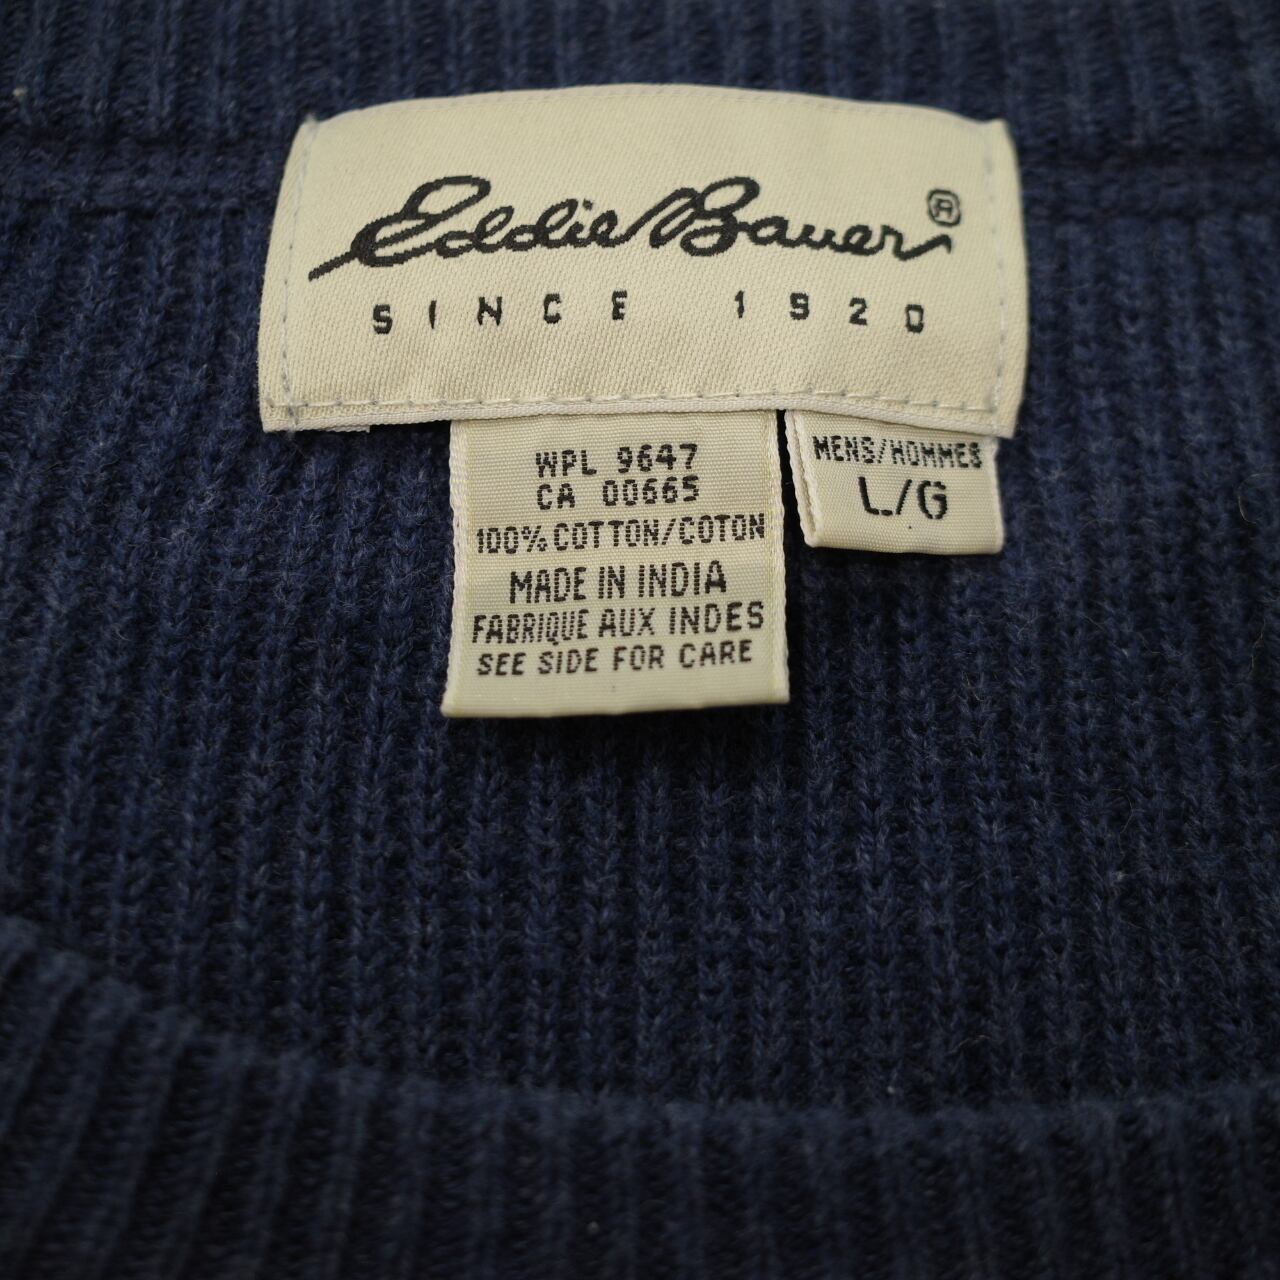 Eddie Bauer ®
SINCE 1920
WPL 9647
CA 00665
100% COTTON/COTON
MADE IN INDIA
FABRIQUE AUX INDES
SEE SIDE FOR CARE
MENS/HOMMES
L/G